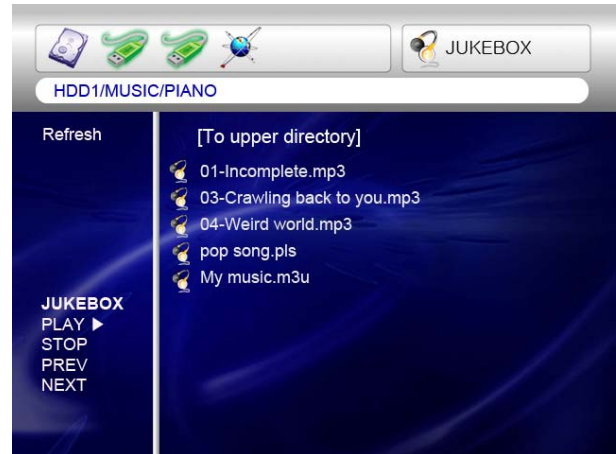 JUKEBOX
HDD1/MUSIC/PIANO
Refresh
[To upper directory]
01-Incomplete.mp3
03-Crawling back to you.mp3
04-Weird world.mp3
pop song.pls
My music.m3u
JUKEBOX
PLAY ▶
STOP
PREV
NEXT